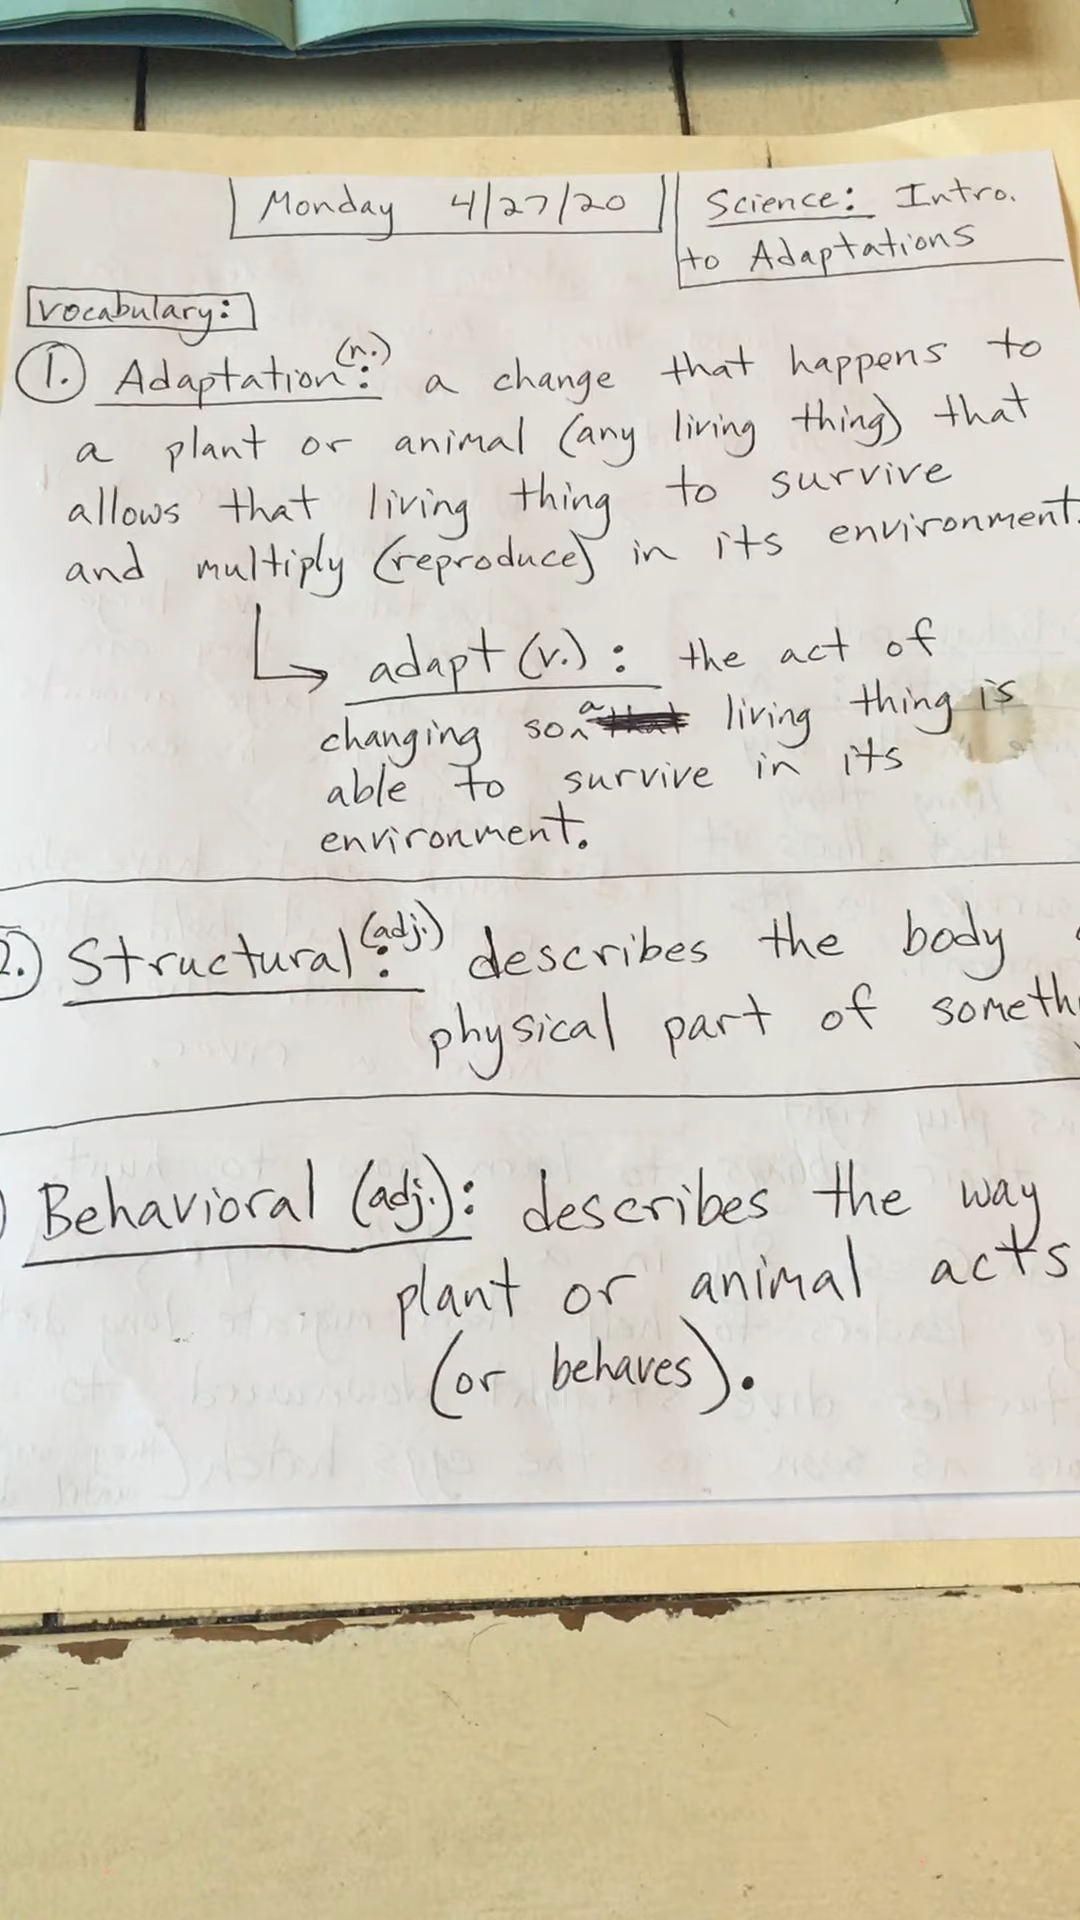 Monday 4/27/20
Science: Intro.
to Adaptations
Vocabulary:
1. Adaptation (n.): a change that happens to
a plant or animal (any living thing) that
allows that living thing to survive
and multiply (reproduce) in its environment.
adapt (v.): the act of
changing so a living thing is
able to survive in its
environment.
2. Structural (adj.): describes the body
physical part of
Behavioral (adj.): describes the way
plant or animal acts
(or behaves).